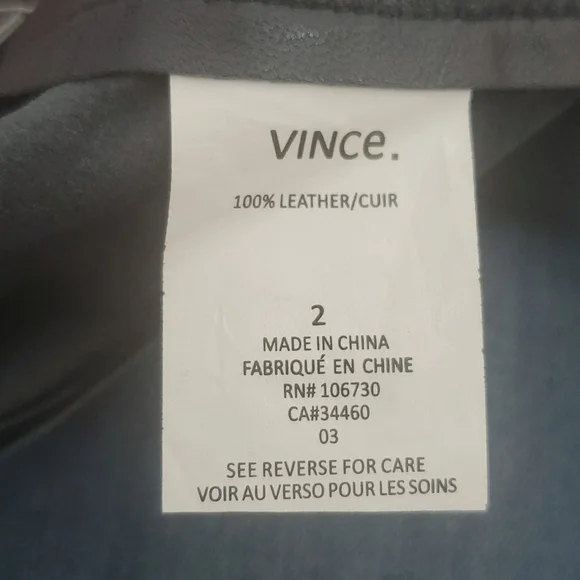 VINCe.
100% LEATHER/CUIR
2
MADE IN CHINA
FABRIQUÉ EN CHINE
RN# 106730
CA#34460
03
SEE REVERSE FOR CARE
VOIR AU VERSO POUR LES SOINS